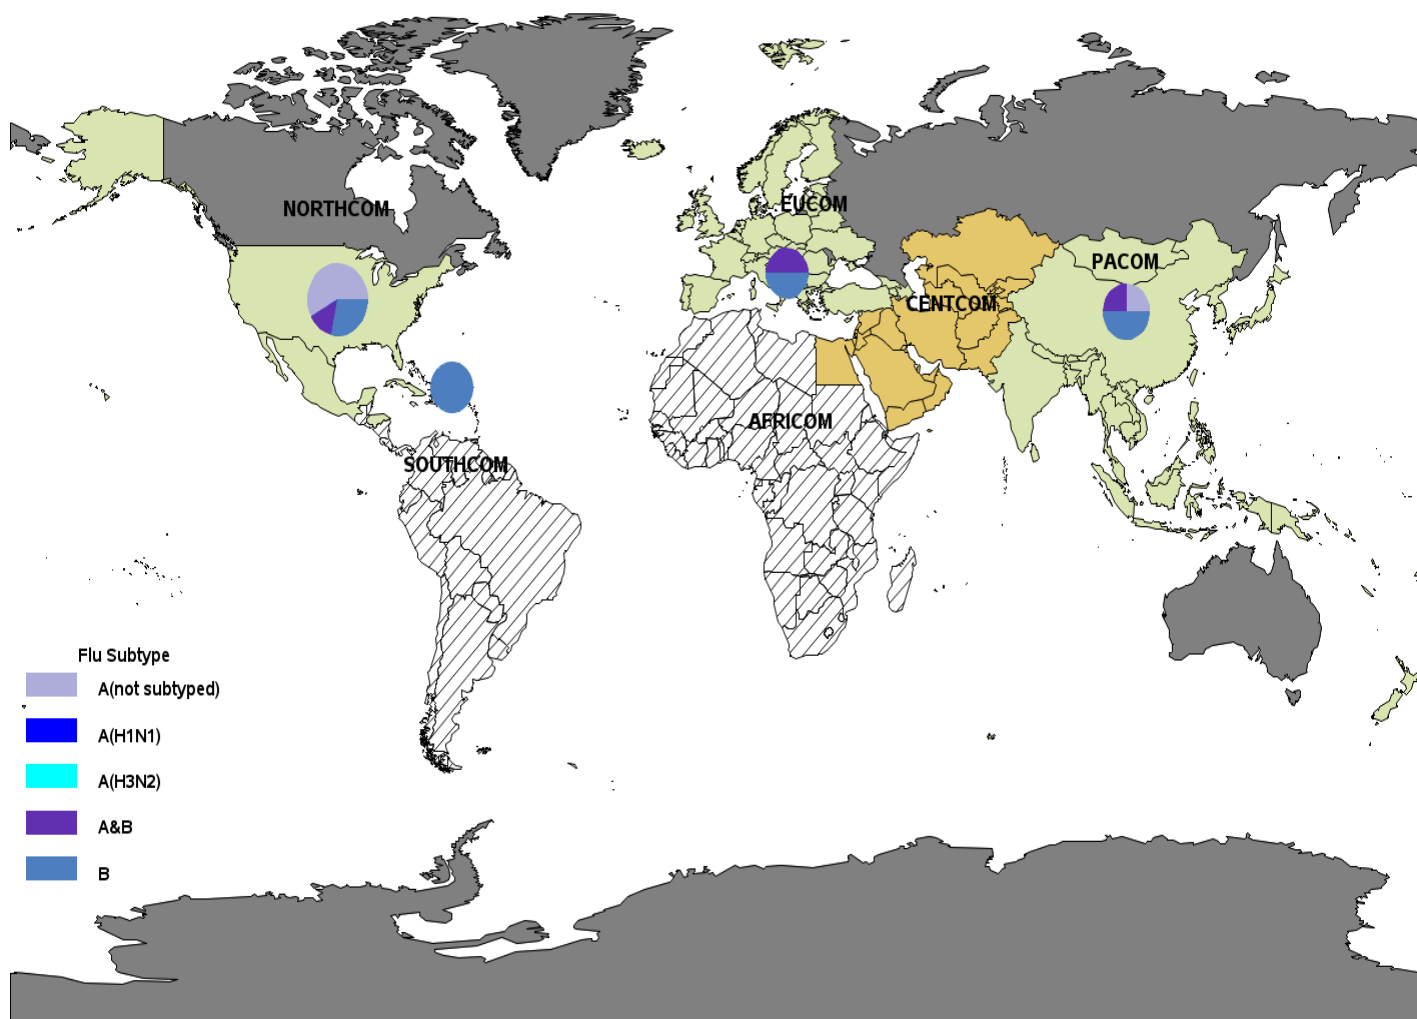 NORTHCOM
EUCOM
PACOM
CENTCOM
AFRICOM
SOUTHCOM
Flu Subtype
A(not subtyped)
A(H1N1)
A(H3N2)
A&B
B